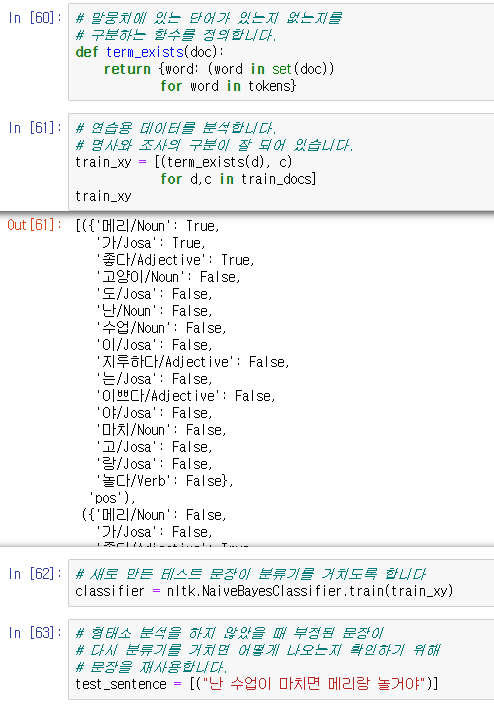 In [60]: # 말뭉치에 있는 단어가 있는지 없는지를
# 구분하는 함수를 정의합니다.
def term_exists(doc):
    return {word: (word in set(doc))
            for word in tokens}
In [61]: # 연습용 데이터를 분석합니다.
# 명사와 조사의 구분이 잘 되어 있습니다.
train_xy = [(term_exists(d), c)
            for d,c in train_docs]
train_xy
Out[61]: [({'메리/Noun': True,
'가/Josa': True,
'좋다/Adjective': True,
'고양이/Noun': False,
'도/Josa': False,
'난/Noun': False,
'수업/Noun': False,
'이/Josa': False,
'지루하다/Adjective': False,
'는/Josa': False,
'이쁘다/Adjective': False,
'야/Josa': False,
'마치/Noun': False,
'고/Josa': False,
'랑/Josa': False,
'놀다/Verb': False},
'pos'),
({'메리/Noun': False,
'가/Josa': False,
'좋다/Adjective': True
In [62]: # 새로 만든 테스트 문장이 분류기를 거치도록 합니다
classifier = nltk.NaiveBayesClassifier.train(train_xy)
In [63]: # 형태소 분석을 하지 않았을 때 부정된 문장이
# 다시 분류기를 거치면 어떻게 나오는지 확인하기 위해
# 문장을 재사용합니다.
test_sentence = [("난 수업이 마치면 메리랑 놀거야")]